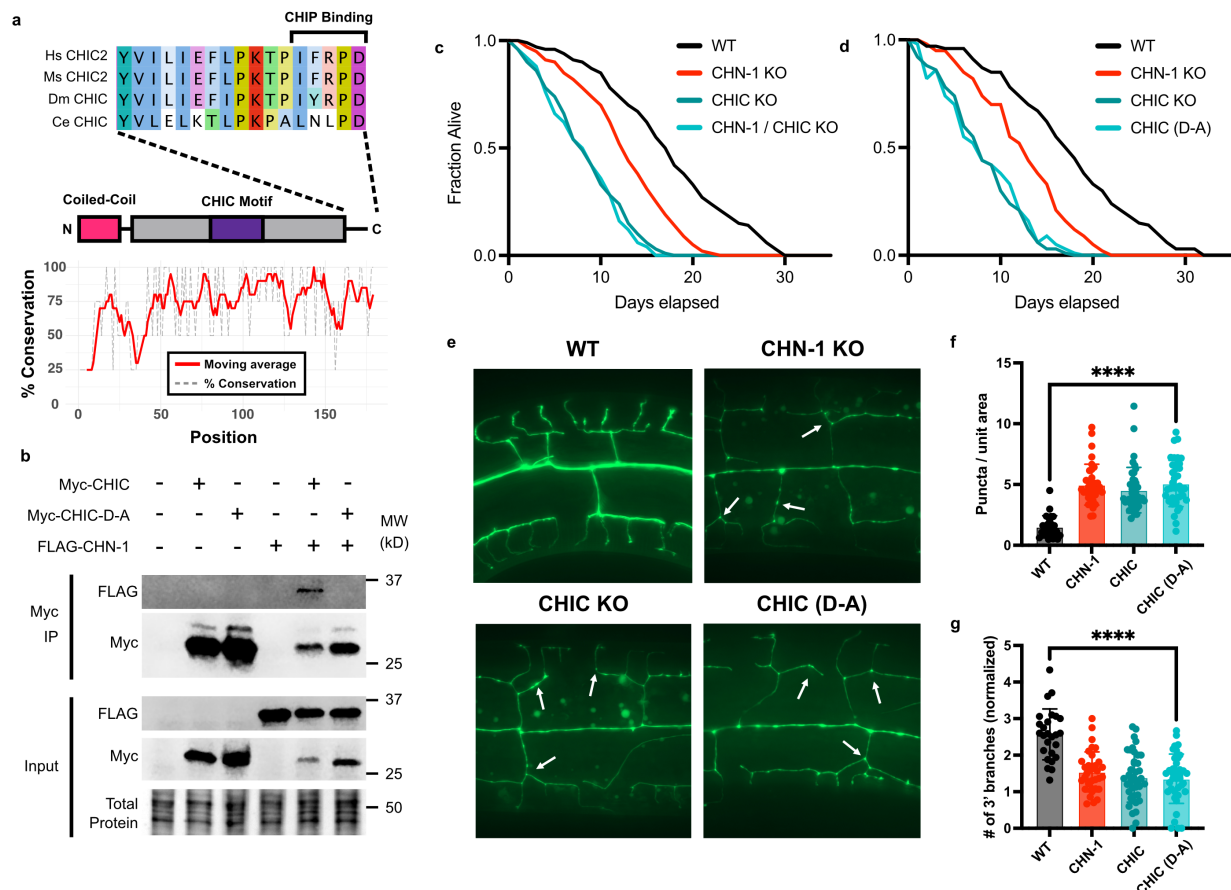 a
CHIP Binding
Hs CHIC2 YVILIEFLPKTPIFRPD
Ms CHIC2 YVILIEFLPKTPIFRPD
Dm CHIC YVILIEFIPKTPIYRPD
Ce CHIC YVLELKTLPKPALNLPD
Coiled-Coil CHIC Motif
N C
100
75
50
25
0
% Conservation
Moving average
% Conservation
0 50 100 150
Position
b
Myc-CHIC - + - - + -
Myc-CHIC-D-A - - + - - +
FLAG-CHN-1 - - - + + +
MW
(kD)
Myc
IP
FLAG
37
Myc
25
Input
FLAG
37
Myc
25
Total
Protein
50
c
1.0
0.5
0.0
Fraction Alive
WT
CHN-1 KO
CHIC KO
CHN-1 / CHIC KO
0 10 20 30
Days elapsed
d
1.0
0.5
0.0
WT
CHN-1 KO
CHIC KO
CHIC (D-A)
0 10 20 30
Days elapsed
e
WT CHN-1 KO
CHIC KO CHIC (D-A)
f
Puncta / unit area
15
10
5
0
****
WT CHN-1 CHIC CHIC (D-A)
g
# of 3' branches (normalized)
5
4
3
2
1
0
****
WT CHN-1 CHIC CHIC (D-A)